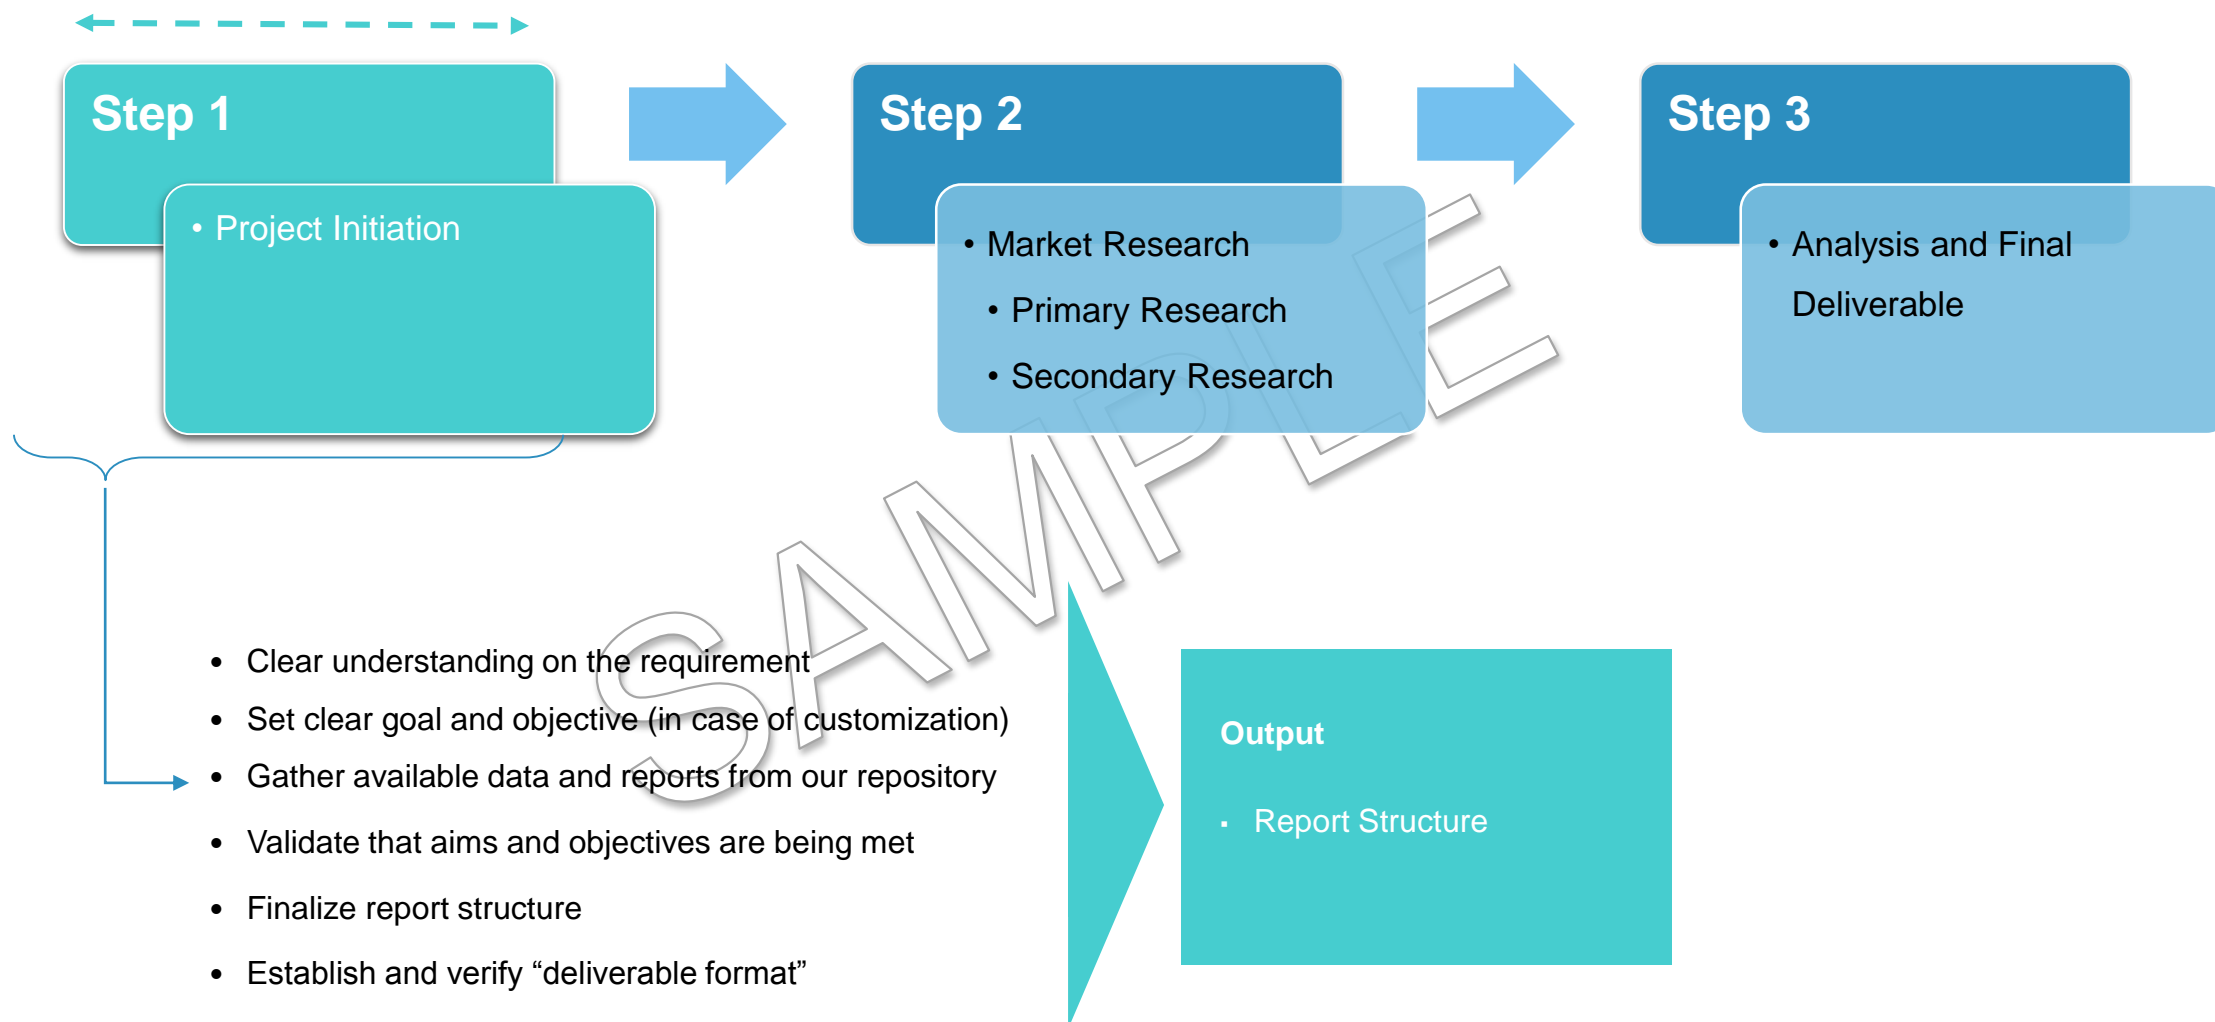 Step 1
• Project Initiation
Step 2
• Market Research
• Primary Research
• Secondary Research
Step 3
• Analysis and Final
Deliverable
SAMPLE
• Clear understanding on the requirement
• Set clear goal and objective (in case of customization)
• Gather available data and reports from our repository
• Validate that aims and objectives are being met
• Finalize report structure
• Establish and verify “deliverable format”
Output
▪ Report Structure